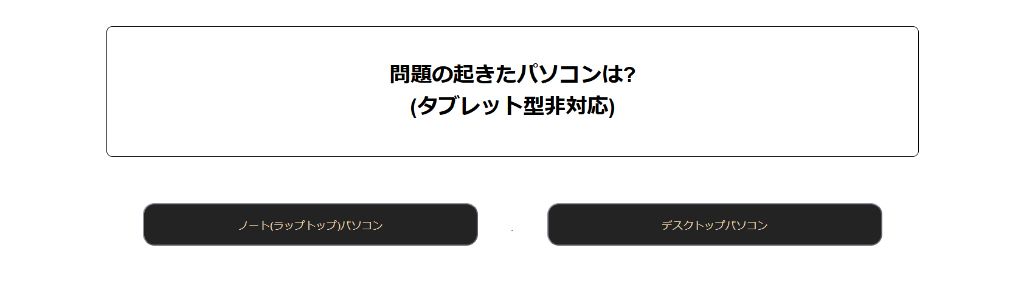 問題の起きたパソコンは?
(タブレット型非対応)
ノート(ラップトップ)パソコン
デスクトップパソコン